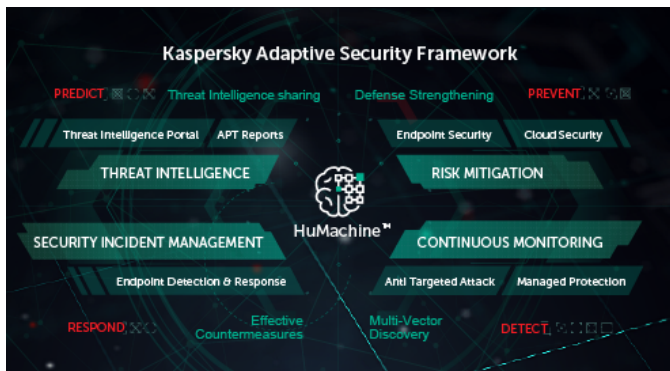 Kaspersky Adaptive Security Framework
PREDICT Threat Intelligence sharing Defense Strengthening PREVENT
Threat Intelligence Portal APT Reports Endpoint Security Cloud Security
THREAT INTELLIGENCE RISK MITIGATION
HuMachine™
SECURITY INCIDENT MANAGEMENT CONTINUOUS MONITORING
Endpoint Detection & Response Anti Targeted Attack Managed Protection
RESPOND Effective Multi-Vector
Countermeasures Discovery DETECT